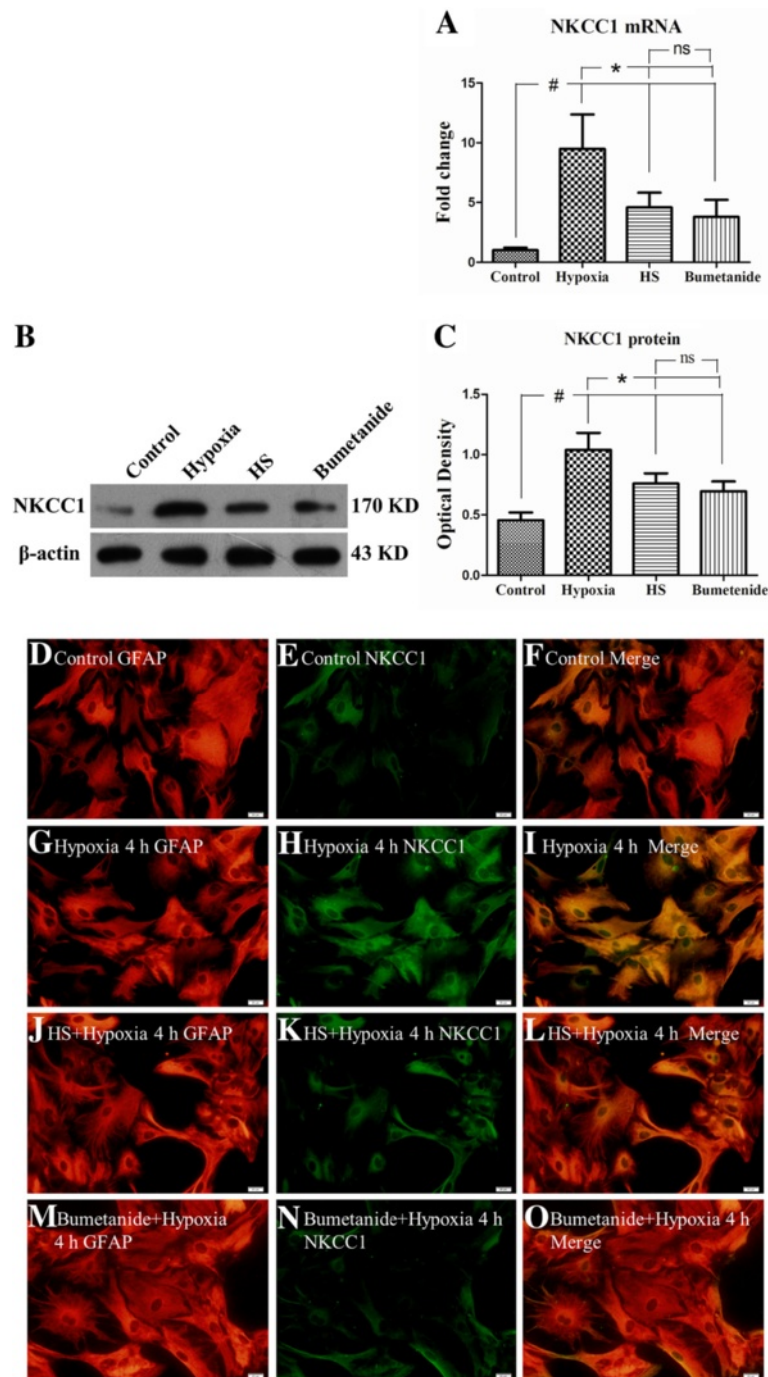 A
NKCC1 mRNA
ns
*
#
Fold change
15
10
5
0
Control Hypoxia HS Bumetanide
B
Control Hypoxia HS Bumetanide
NKCC1 170 KD
β-actin 43 KD
C
NKCC1 protein
ns
*
#
Optical Density
1.5
1.0
0.5
0.0
Control Hypoxia HS Bumetenide
D Control GFAP
E Control NKCC1
F Control Merge
G Hypoxia 4 h GFAP
H Hypoxia 4 h NKCC1
I Hypoxia 4 h Merge
J HS+Hypoxia 4 h GFAP
K HS+Hypoxia 4 h NKCC1
L HS+Hypoxia 4 h Merge
M Bumetanide+Hypoxia
4 h GFAP
N Bumetanide+Hypoxia 4 h
NKCC1
O Bumetanide+Hypoxia 4 h
Merge